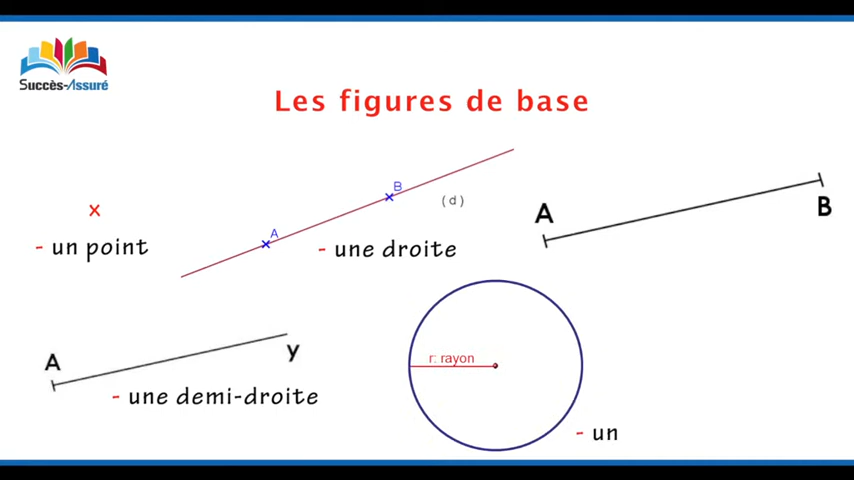 Succès-Assuré
Les figures de base
x
- un point
A
B
(d)
- une droite
A
B
A
y
- une demi-droite
r: rayon
- un